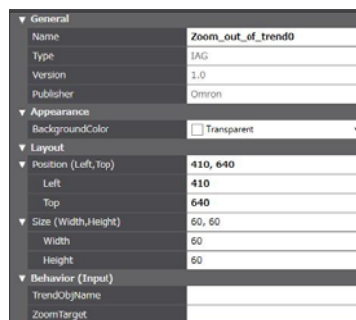 General
Name Zoom_out_of_trend0
Type IAG
Version 1.0
Publisher Omron
Appearance
BackgroundColor Transparent
Layout
Position (Left,Top) 410, 640
Left 410
Top 640
Size (Width,Height) 60, 60
Width 60
Height 60
Behavior (Input)
TrendObjName
ZoomTarget